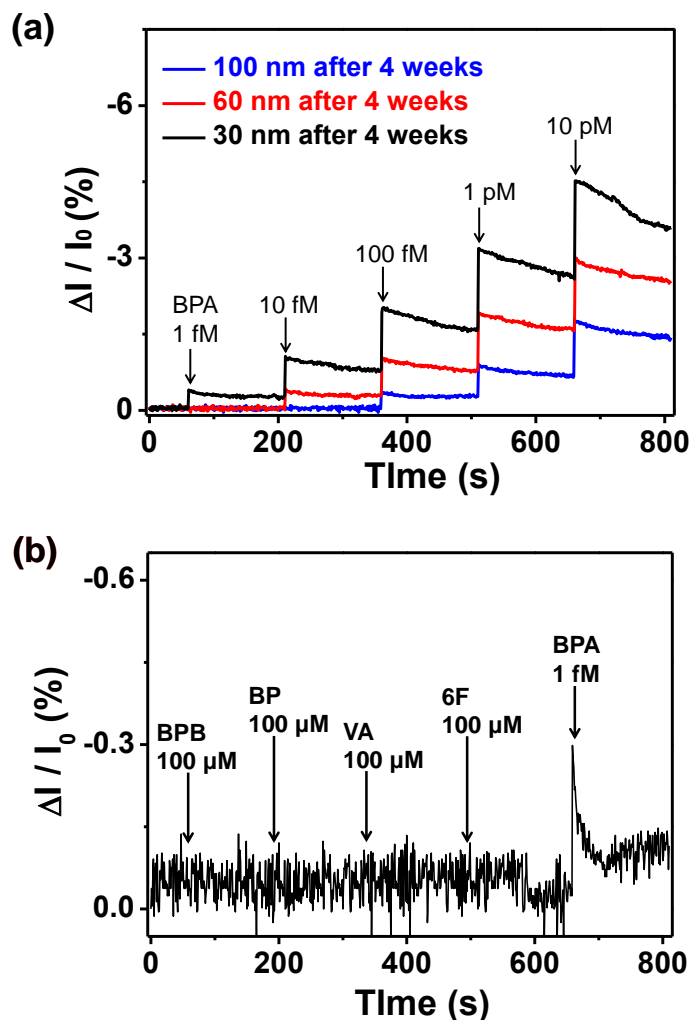 (a)
100 nm after 4 weeks
60 nm after 4 weeks
30 nm after 4 weeks
-6
-3
0
ΔI / I₀ (%)
BPA
1 fM
10 fM
100 fM
1 pM
10 pM
0
200
400
600
800
TIme (s)
(b)
-0.6
-0.3
0.0
ΔI / I₀ (%)
BPB
100 μM
BP
100 μM
VA
100 μM
6F
100 μM
BPA
1 fM
0
200
400
600
800
TIme (s)